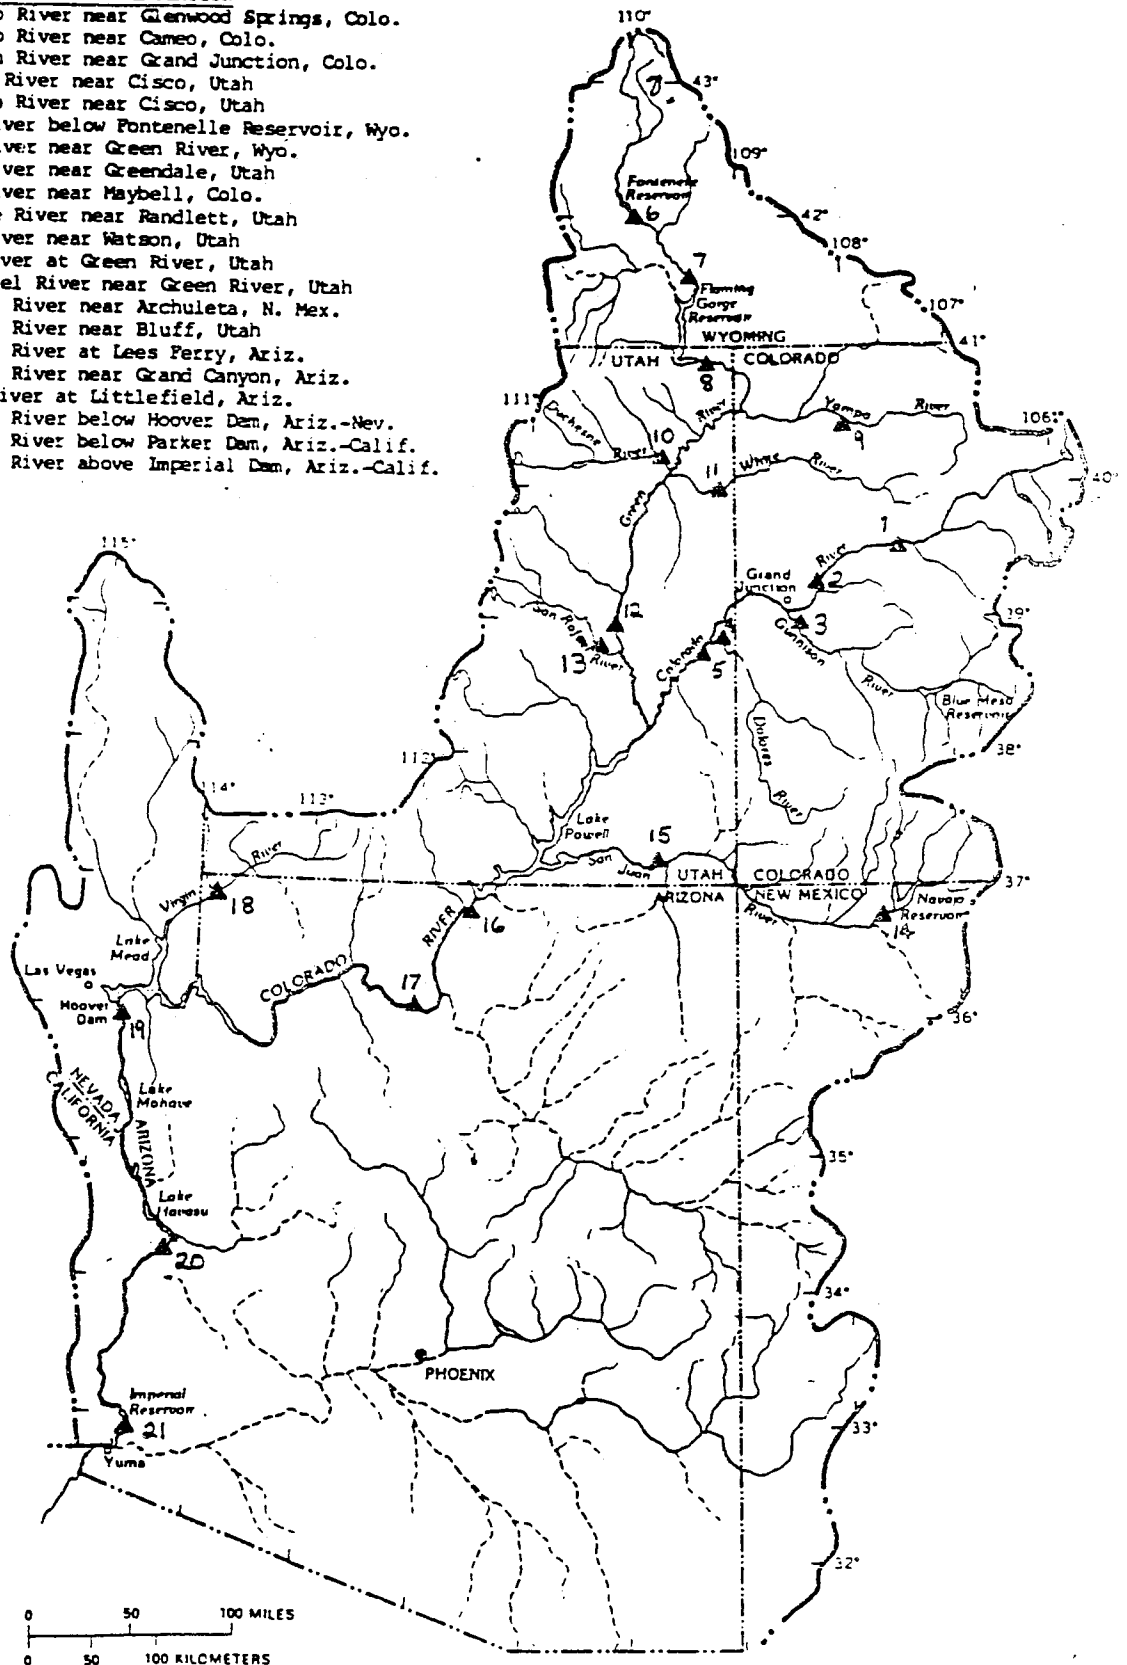 River near Glenwood Springs, Colo.
River near Cameo, Colo.
River near Grand Junction, Colo.
River near Cisco, Utah
River near Cisco, Utah
ver below Fontenelle Reservoir, Wyo.
ver near Green River, Wyo.
ver near Greendale, Utah
ver near Maybell, Colo.
River near Randlett, Utah
ver near Watson, Utah
ver at Green River, Utah
el River near Green River, Utah
River near Archuleta, N. Mex.
River near Bluff, Utah
River at Lees Ferry, Ariz.
River near Grand Canyon, Ariz.
iver at Littlefield, Ariz.
River below Hoover Dam, Ariz.-Nev.
River below Parker Dam, Ariz.-Calif.
River above Imperial Dam, Ariz.-Calif.
110°
43°
109°
Fontenelle
Reservoir
6
42°
108°
7
Flaming
Gorge
Reservoir
107°
WYOMING
41°
UTAH
COLORADO
8
111°
Duchesne
River
River
Yampa
River
9
106°
10
11
White
River
40°
Green
115°
1
River
2
Grand
Junction
3
Gunnison
39°
12
San Rafael
River
13
Colorado
4
5
River
Blue Mesa
Reservoir
Dolores
River
38°
112°
114°
113°
Lake
Powell
15
San
Juan
UTAH
COLORADO
37°
ARIZONA
NEW MEXICO
River
Navajo
Reservoir
14
River
Virgin
18
RIVER
16
Lake
Mead
Las Vegas
COLORADO
17
Hoover
Dam
19
36°
NEVADA
CALIFORNIA
Lake
Mohave
ARIZONA
35°
Lake
Havasu
20
34°
PHOENIX
Imperial
Reservoir
21
33°
Yuma
32°
0 50 100 MILES
0 50 100 KILOMETERS